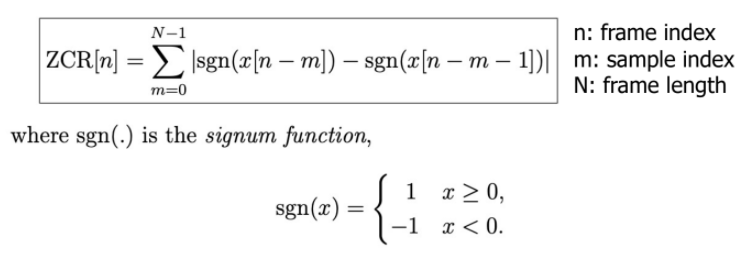 ZCR[n] = \sum_{m=0}^{N-1} |sgn(x[n − m]) − sgn(x[n − m − 1])|
n: frame index
m: sample index
N: frame length
where sgn(.) is the signum function,
sgn(x) = { 1 x ≥ 0,
−1 x < 0.